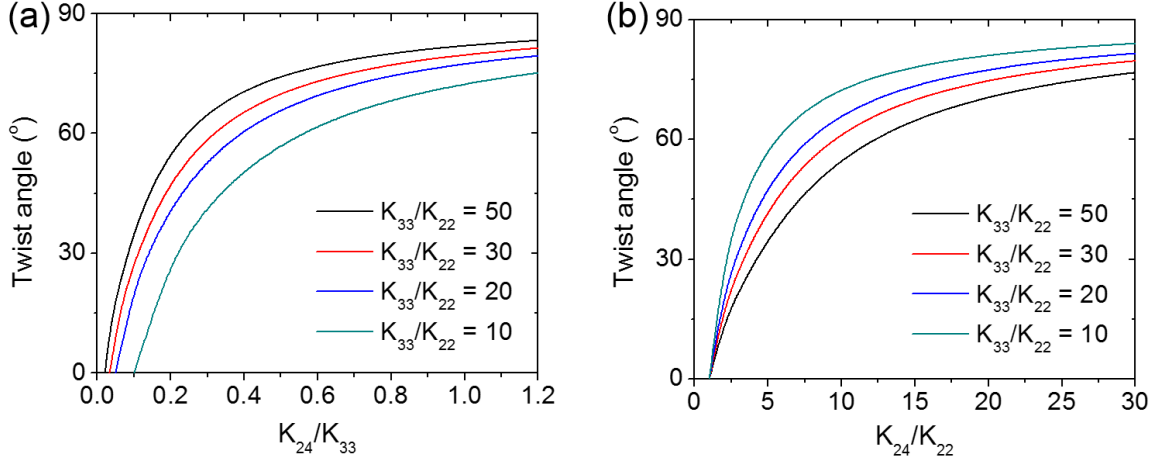 (a)
90
60
30
0
Twist angle (°)
K₃₃/K₂₂ = 50
K₃₃/K₂₂ = 30
K₃₃/K₂₂ = 20
K₃₃/K₂₂ = 10
0.0 0.2 0.4 0.6 0.8 1.0 1.2
K₂₄/K₃₃
(b)
90
60
30
0
Twist angle (°)
K₃₃/K₂₂ = 50
K₃₃/K₂₂ = 30
K₃₃/K₂₂ = 20
K₃₃/K₂₂ = 10
0 5 10 15 20 25 30
K₂₄/K₂₂